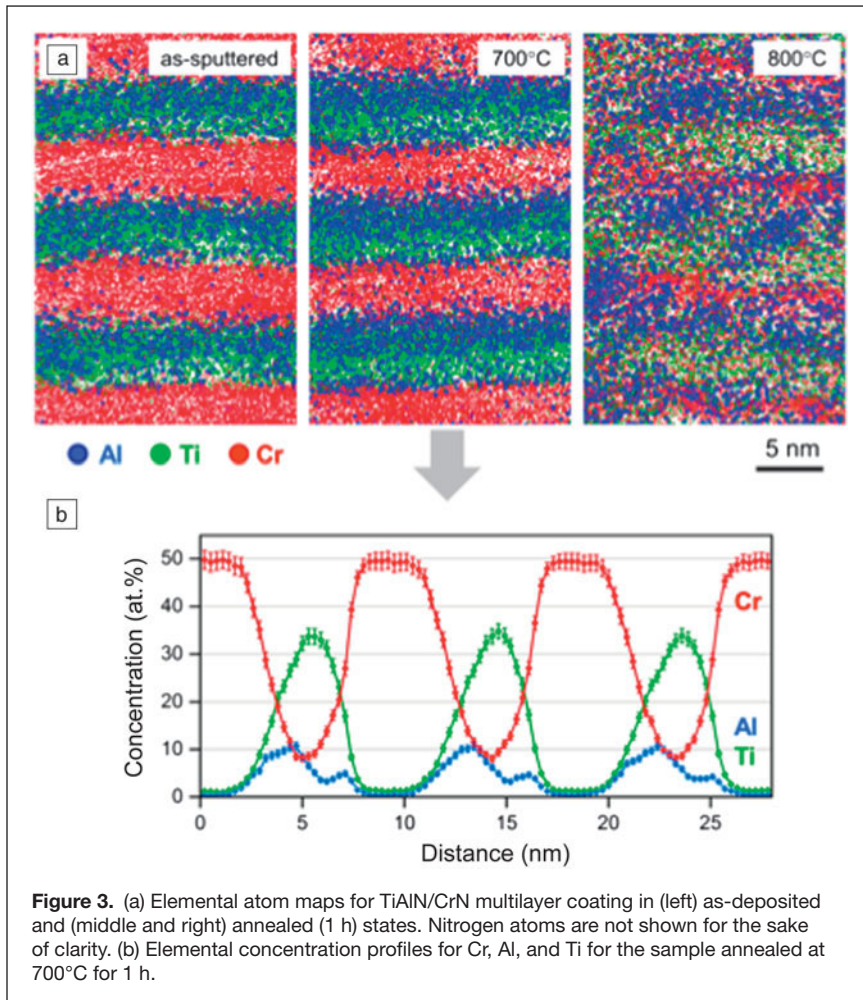 a
as-sputtered
700°C
800°C
Al
Ti
Cr
5 nm
b
50
40
30
20
10
0
Concentration (at.%)
Cr
Al
Ti
0
5
10
15
20
25
Distance (nm)
Figure 3. (a) Elemental atom maps for TiAlN/CrN multilayer coating in (left) as-deposited
and (middle and right) annealed (1 h) states. Nitrogen atoms are not shown for the sake
of clarity. (b) Elemental concentration profiles for Cr, Al, and Ti for the sample annealed at
700°C for 1 h.